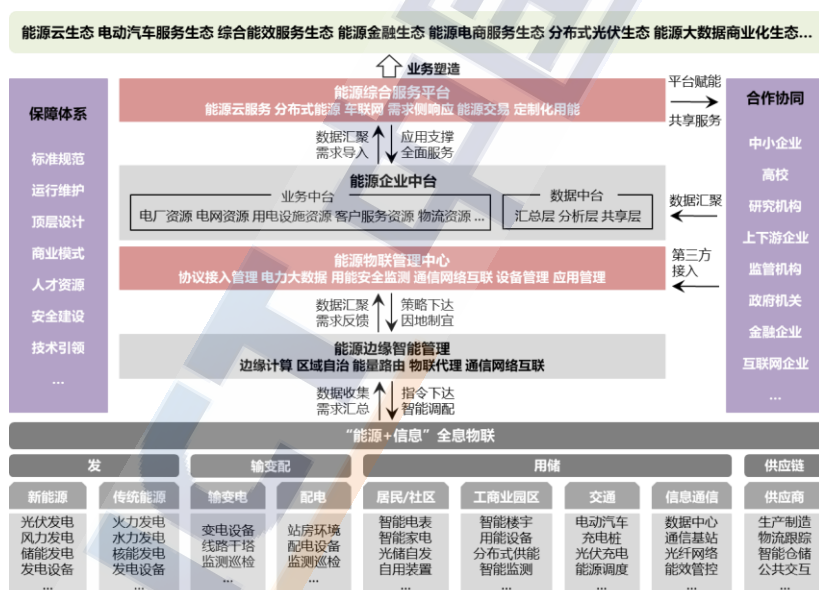 能源云生态 电动汽车服务生态 综合能效服务生态 能源金融生态 能源电商服务生态 分布式光伏生态 能源大数据商业化生态...
业务塑造
保障体系
标准规范
运行维护
顶层设计
商业模式
人才资源
安全建设
技术引领
...
能源综合服务平台
能源云服务 分布式能源 车联网 需求侧响应 能源交易 定制化用能
数据汇聚
需求导入
应用支撑
全面服务
能源企业中台
业务中台
电厂资源 电网资源 用电设施资源 客户服务资源 物流资源 ...
数据中台
汇总层 分析层 共享层
能源物联管理中心
协议接入管理 电力大数据 用能安全监测 通信网络互联 设备管理 应用管理
数据汇聚
需求反馈
策略下达
因地制宜
能源边缘智能管理
边缘计算 区域自治 能量路由 物联代理 通信网络互联
数据收集
需求汇总
指令下达
智能调配
平台赋能
共享服务
数据汇聚
第三方
接入
合作协同
中小企业
高校
研究机构
上下游企业
监管机构
政府机关
金融企业
互联网企业
...
“能源+信息”全息物联
发
输变配
用储
供应链
新能源
传统能源
输变电
配电
居民/社区
工商业园区
交通
信息通信
供应商
光伏发电
风力发电
储能发电
发电设备
...
火力发电
水力发电
核能发电
发电设备
...
变电设备
线路干塔
监测巡检
...
站房环境
配电设备
监测巡检
...
智能电表
智能家电
光储自发
自用装置
...
智能楼宇
用能设备
分布式供能
智能监测
...
电动汽车
充电桩
光伏充电
能源调度
...
数据中心
通信基站
光纤网络
能效管控
...
生产制造
物流跟踪
智能仓储
公共交互
...